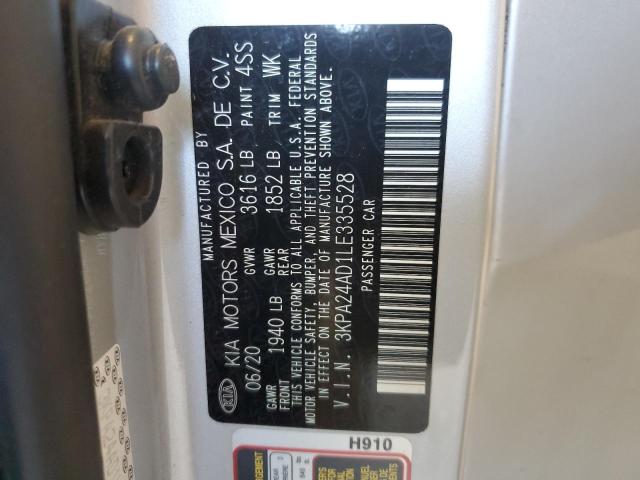 MANUFACTURED BY
KIA KIA MOTORS MEXICO S.A. DE C.V.
06/20 GVWR 3616 LB PAINT 4SS
GAWR FRONT 1940 LB GAWR REAR 1852 LB TRIM WK
THIS VEHICLE CONFORMS TO ALL APPLICABLE U.S.A. FEDERAL
MOTOR VEHICLE SAFETY, BUMPER, AND THEFT PREVENTION STANDARDS
IN EFFECT ON THE DATE OF MANUFACTURE SHOWN ABOVE.
V.I.N. 3KPA24AD1LE335528
PASSENGER CAR
H910